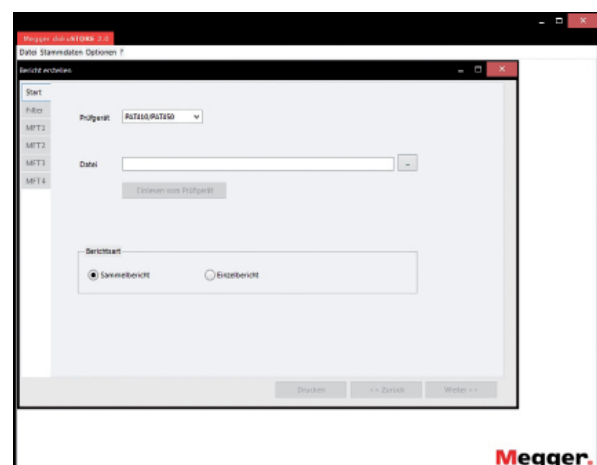 Megger dokuSTORE 2.0
Datei Stammdaten Optionen ?
Bericht erstellen
Start
Filter
Prüfgerät PAT410/PAT450
MFT1
MFT2
MFT3 Datei ...
MFT4
Einlesen vom Prüfgerät
Berichtsart
Sammelbericht Einzelbericht
Drucken << Zurück Weiter >>
Megger.